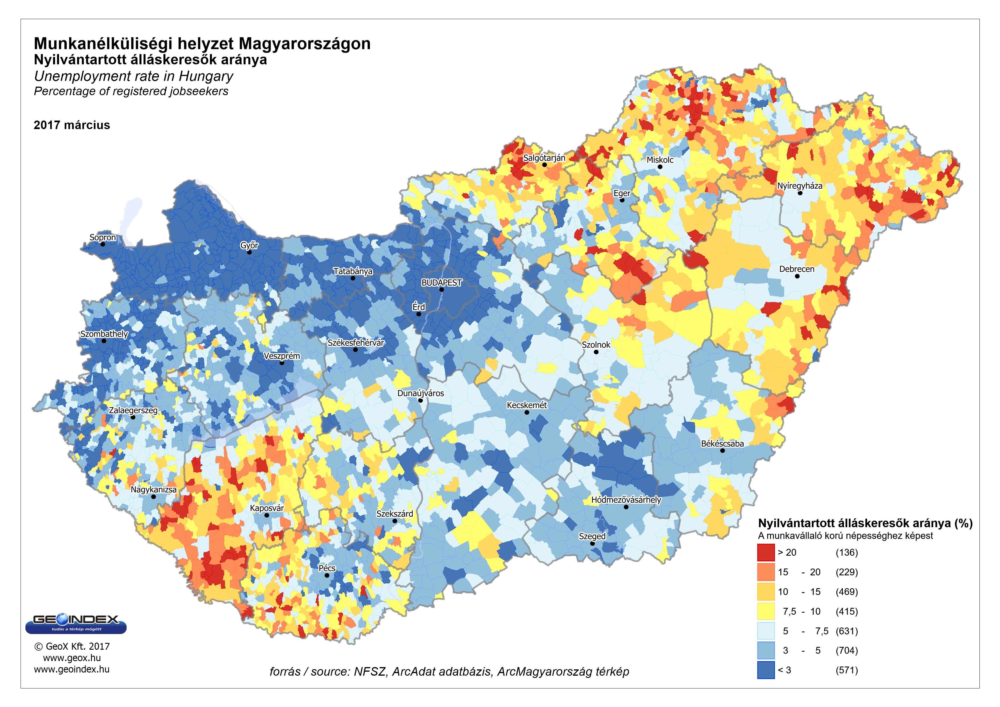 Munkanélküliségi helyzet Magyarországon
Nyilvántartott álláskeresők aránya
Unemployment rate in Hungary
Percentage of registered jobseekers
2017 március
Salgótarján
Miskolc
Nyíregyháza
Eger
Sopron
Győr
Tatabánya
Debrecen
BUDAPEST
Érd
Szombathely
Székesfehérvár
Szolnok
Veszprém
Dunaújváros
Kecskemét
Zalaegerszeg
Békéscsaba
Nagykanizsa
Hódmezővásárhely
Kaposvár
Szekszárd
Szeged
Pécs
Nyilvántartott álláskeresők aránya (%)
A munkavállaló korú népességhez képest
> 20 (136)
15 - 20 (229)
10 - 15 (469)
7,5 - 10 (415)
5 - 7,5 (631)
3 - 5 (704)
< 3 (571)
GEOINDEX
tudás a térkép mögött
© GeoX Kft. 2017
www.geox.hu
www.geoindex.hu
forrás / source: NFSZ, ArcAdat adatbázis, ArcMagyarország térkép